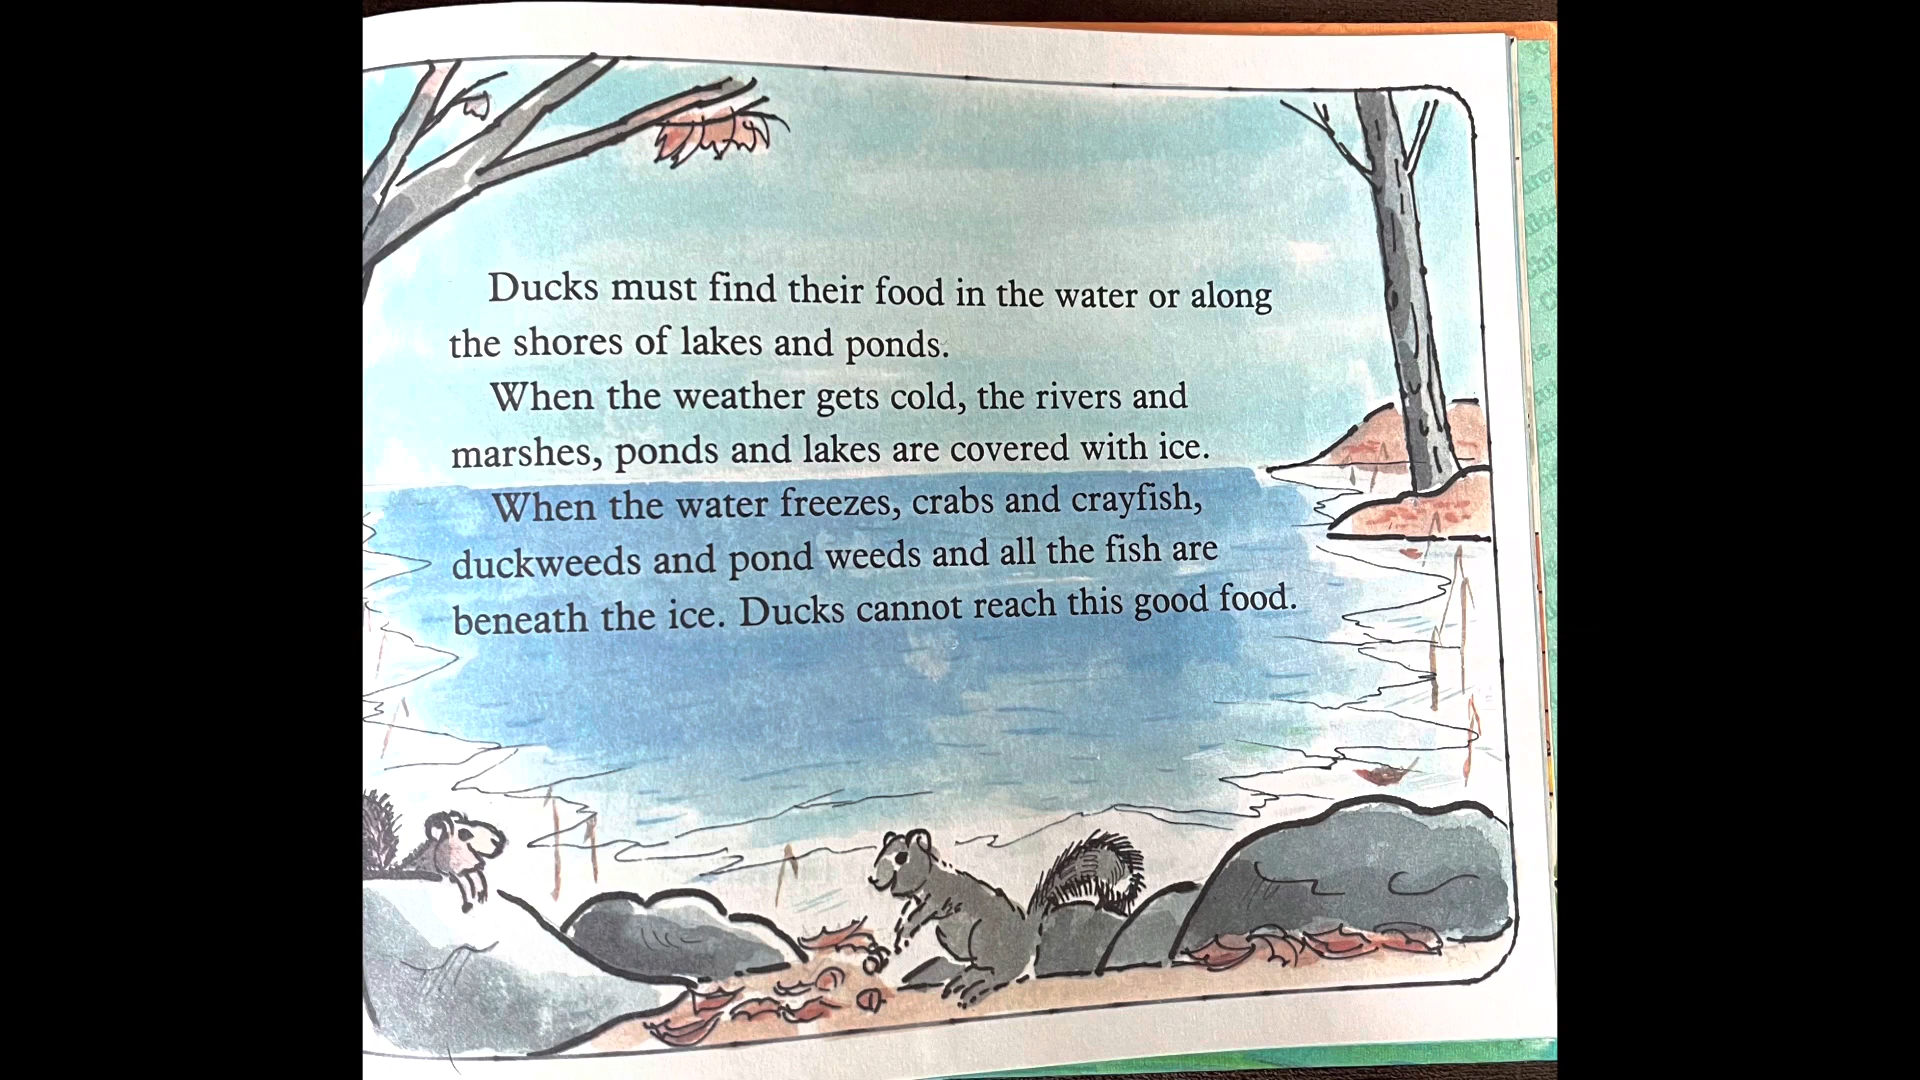 Ducks must find their food in the water or along
the shores of lakes and ponds.
When the weather gets cold, the rivers and
marshes, ponds and lakes are covered with ice.
When the water freezes, crabs and crayfish,
duckweeds and pond weeds and all the fish are
beneath the ice. Ducks cannot reach this good food.